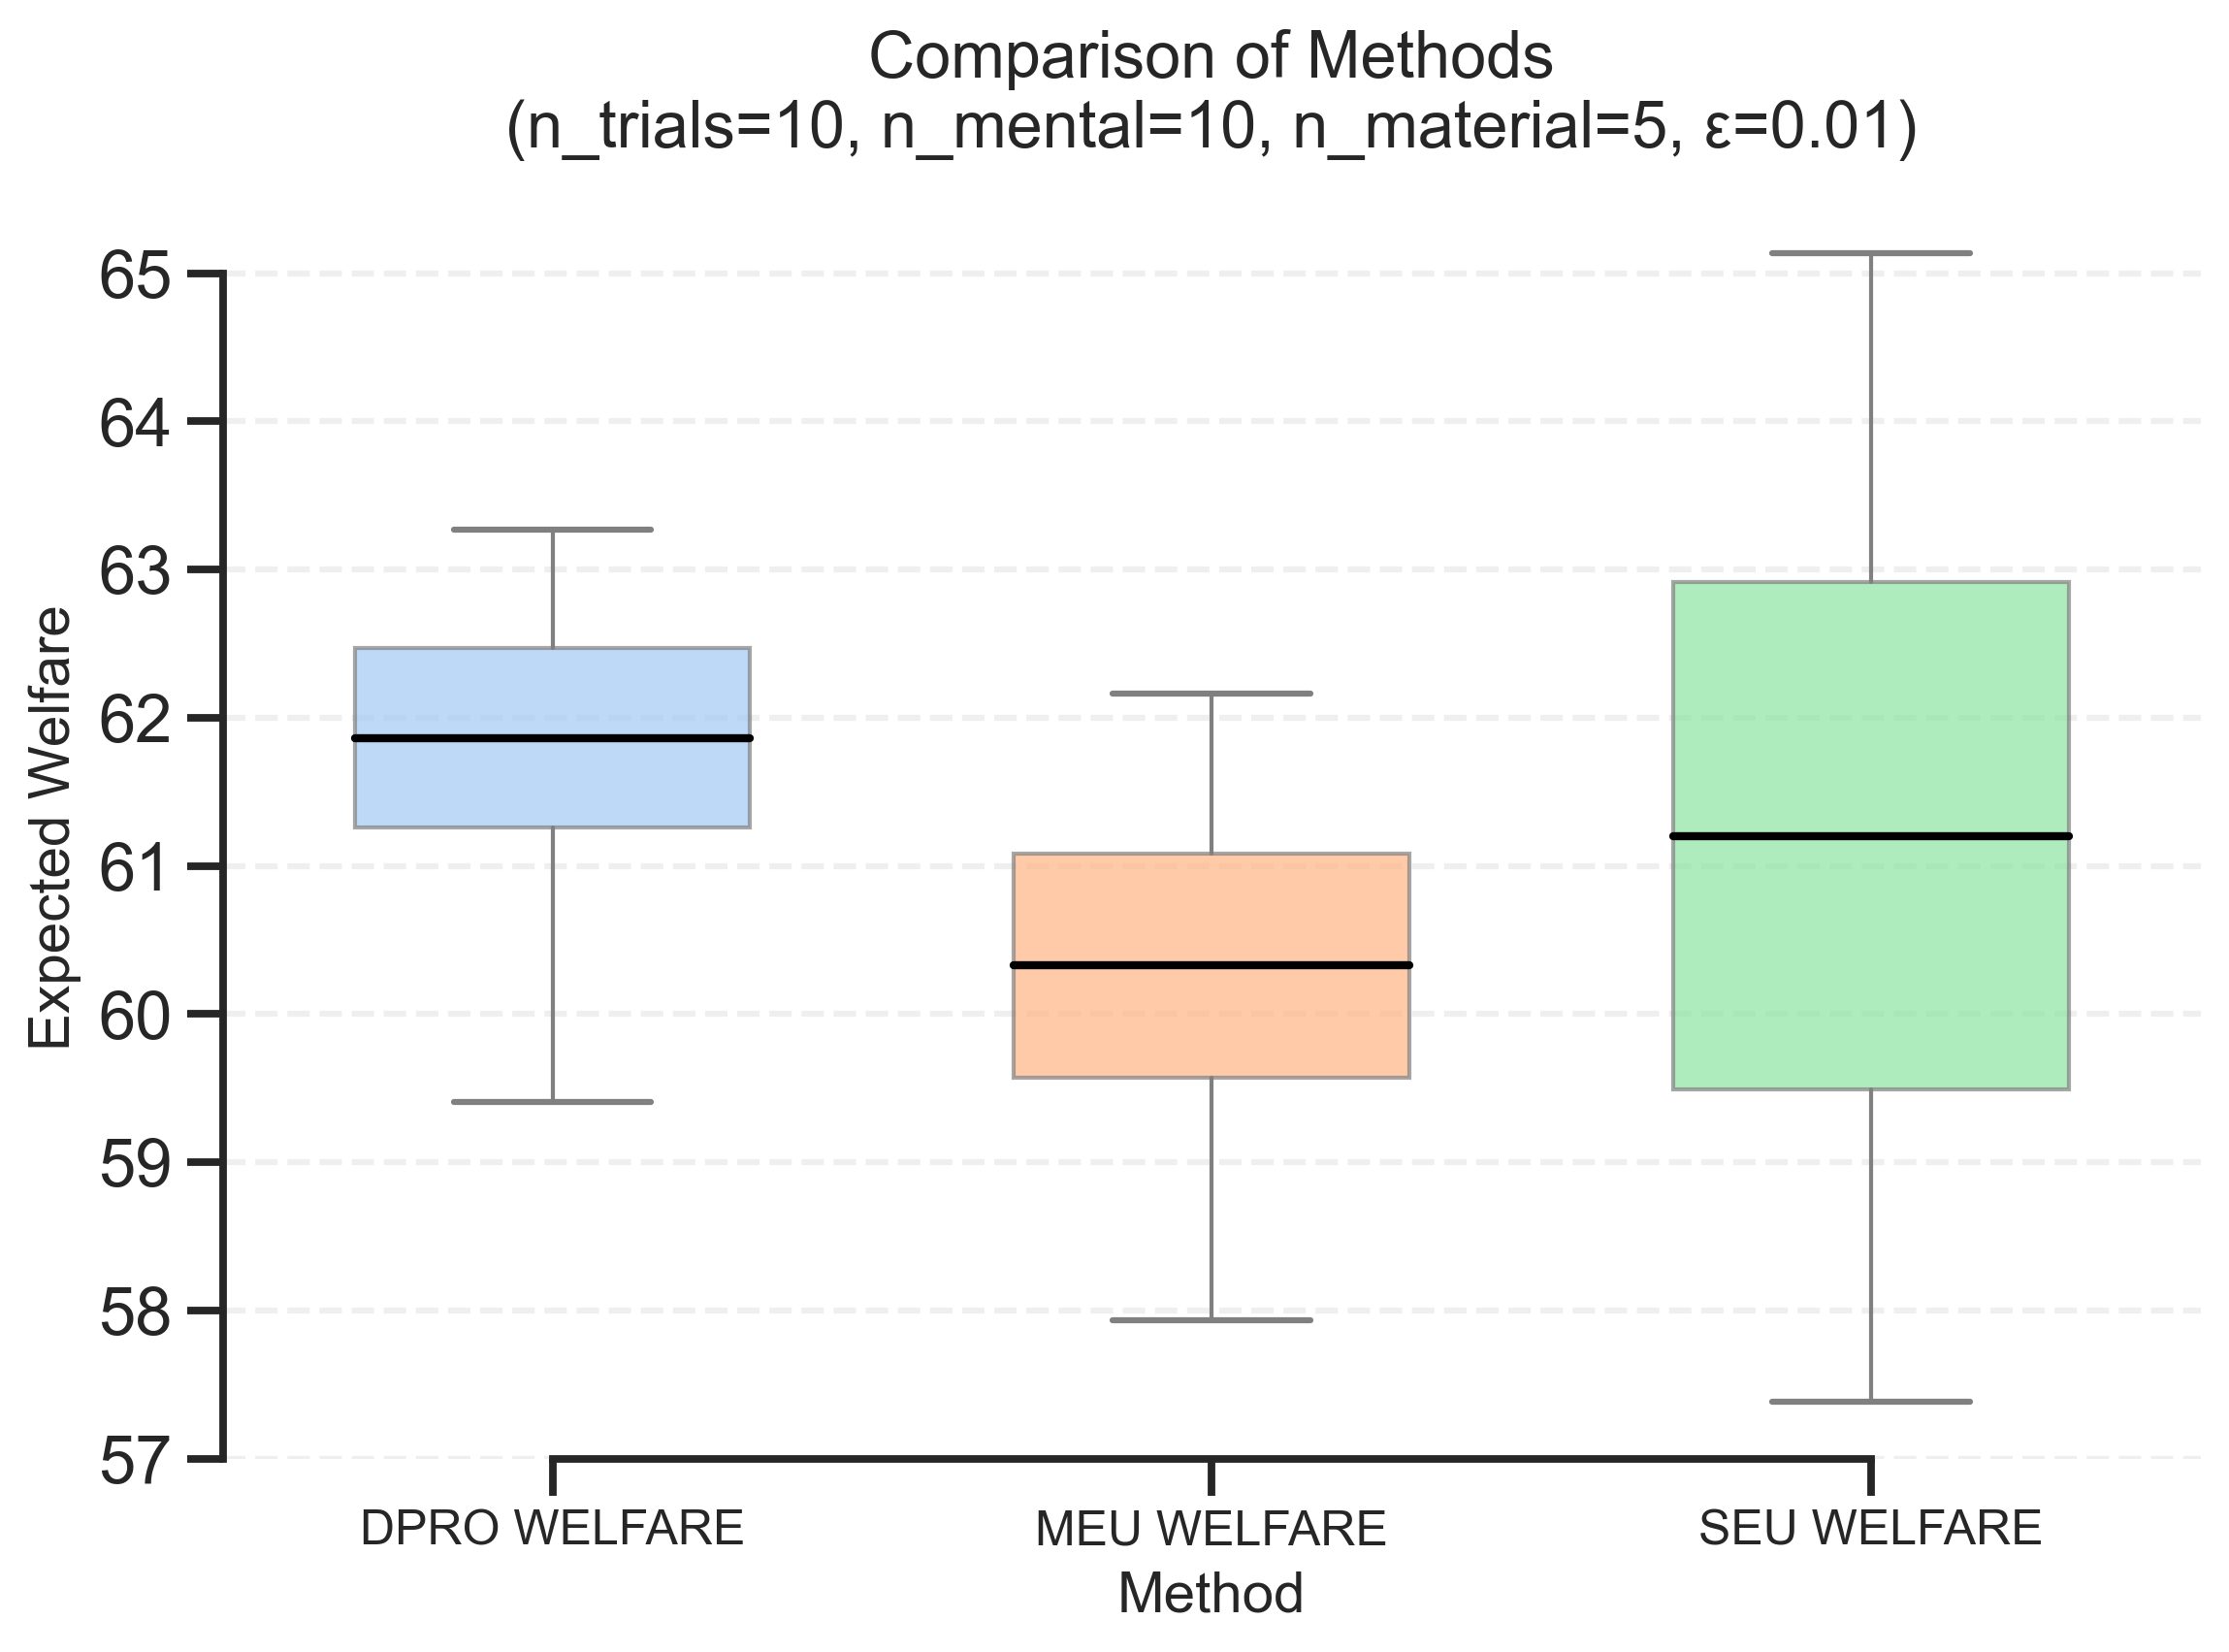 Comparison of Methods
(n_trials=10, n_mental=10, n_material=5, ε=0.01)
Expected Welfare
65
64
63
62
61
60
59
58
57
DPRO WELFARE
MEU WELFARE
SEU WELFARE
Method